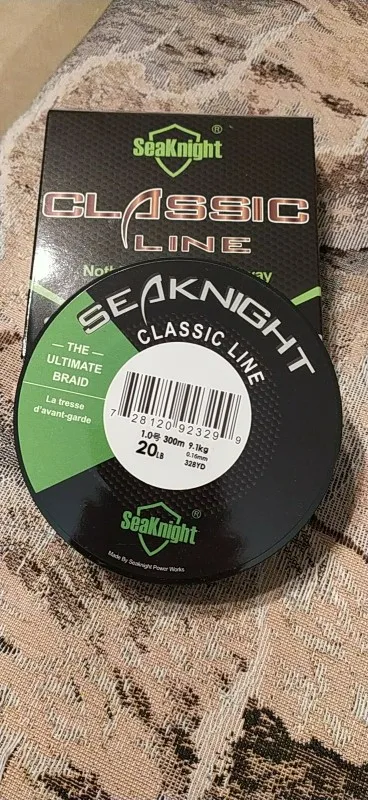 SeaKnight®
CLASSIC
LINE
SEAKNIGHT
CLASSIC LINE
— THE —
ULTIMATE
BRAID
La tresse
d'avant-garde
7 28120 92329 9
1.0号 300m 9.1kg
20LB 0.16mm
328YD
SeaKnight®
Made By Seaknight Power Works